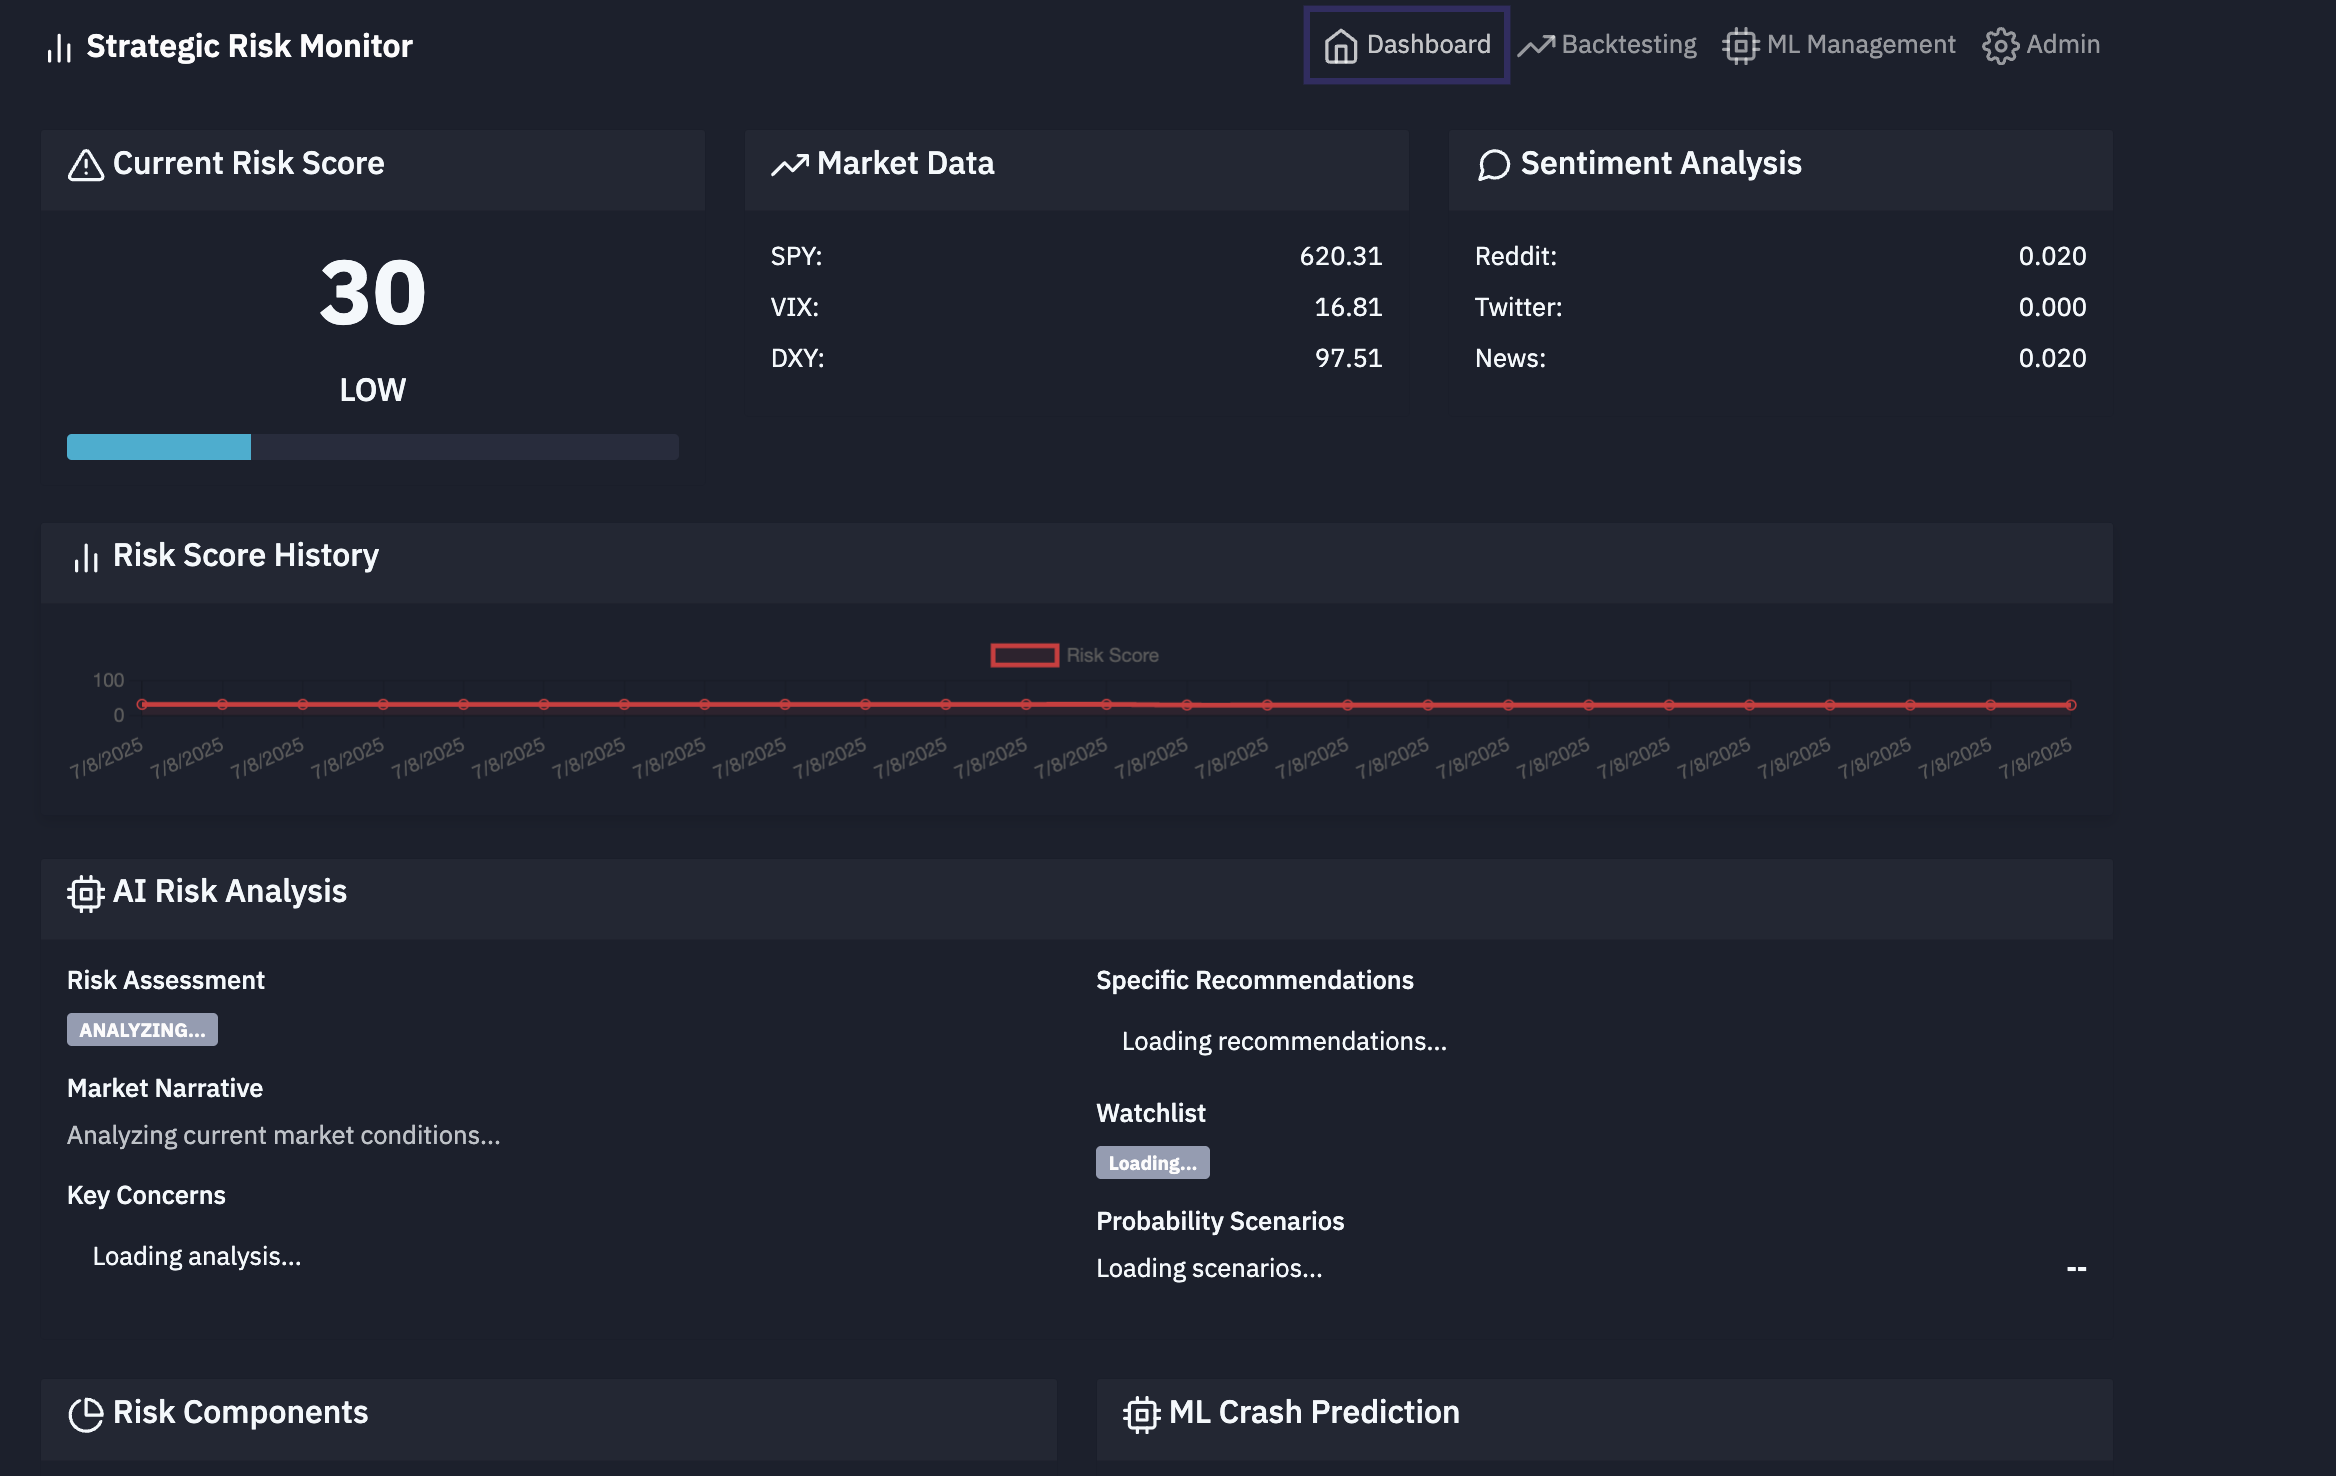 Strategic Risk Monitor
Dashboard
Backtesting
ML Management
Admin
Current Risk Score
30
LOW
Market Data
SPY: 620.31
VIX: 16.81
DXY: 97.51
Sentiment Analysis
Reddit: 0.020
Twitter: 0.000
News: 0.020
Risk Score History
Risk Score
100
0
7/8/2025 7/8/2025 7/8/2025 7/8/2025 7/8/2025 7/8/2025 7/8/2025 7/8/2025 7/8/2025 7/8/2025 7/8/2025 7/8/2025 7/8/2025 7/8/2025 7/8/2025 7/8/2025 7/8/2025 7/8/2025 7/8/2025 7/8/2025 7/8/2025 7/8/2025 7/8/2025 7/8/2025 7/8/2025
AI Risk Analysis
Risk Assessment
ANALYZING...
Market Narrative
Analyzing current market conditions...
Key Concerns
Loading analysis...
Specific Recommendations
Loading recommendations...
Watchlist
Loading...
Probability Scenarios
Loading scenarios... --
Risk Components
ML Crash Prediction